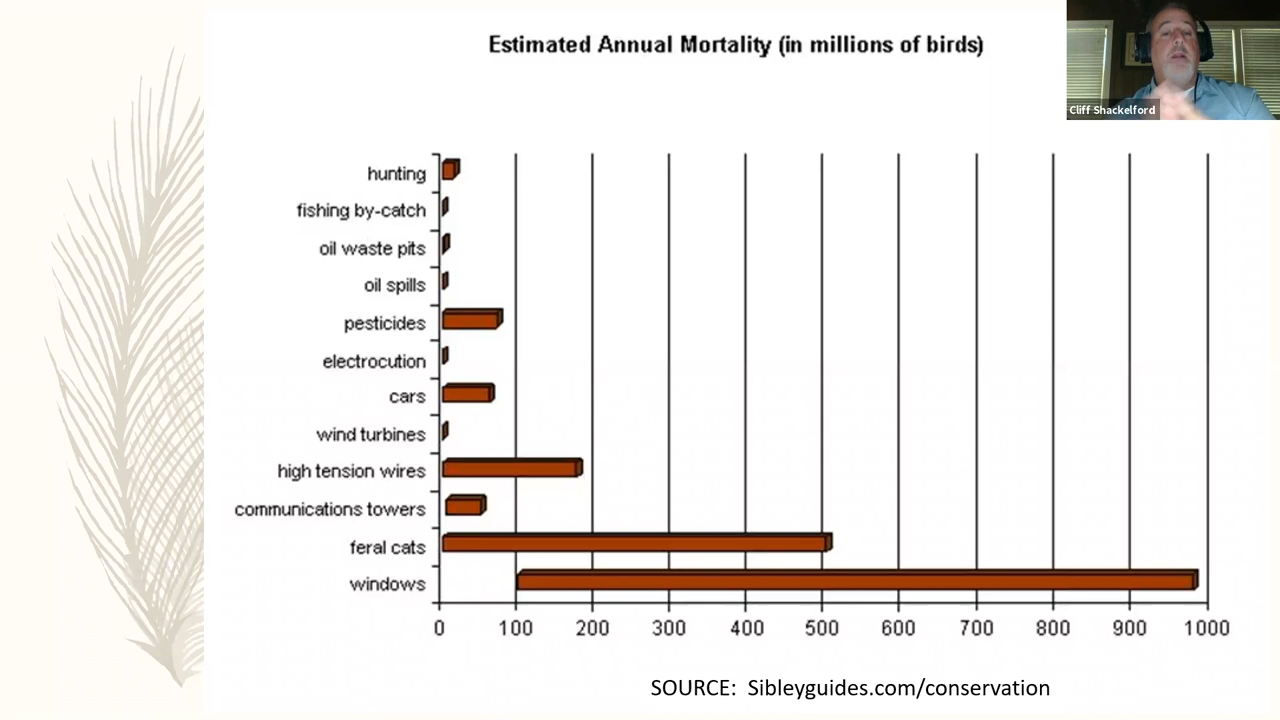 Estimated Annual Mortality (in millions of birds)
Cliff Shackelford
hunting
fishing by-catch
oil waste pits
oil spills
pesticides
electrocution
cars
wind turbines
high tension wires
communications towers
feral cats
windows
0 100 200 300 400 500 600 700 800 900 1000
SOURCE: Sibleyguides.com/conservation